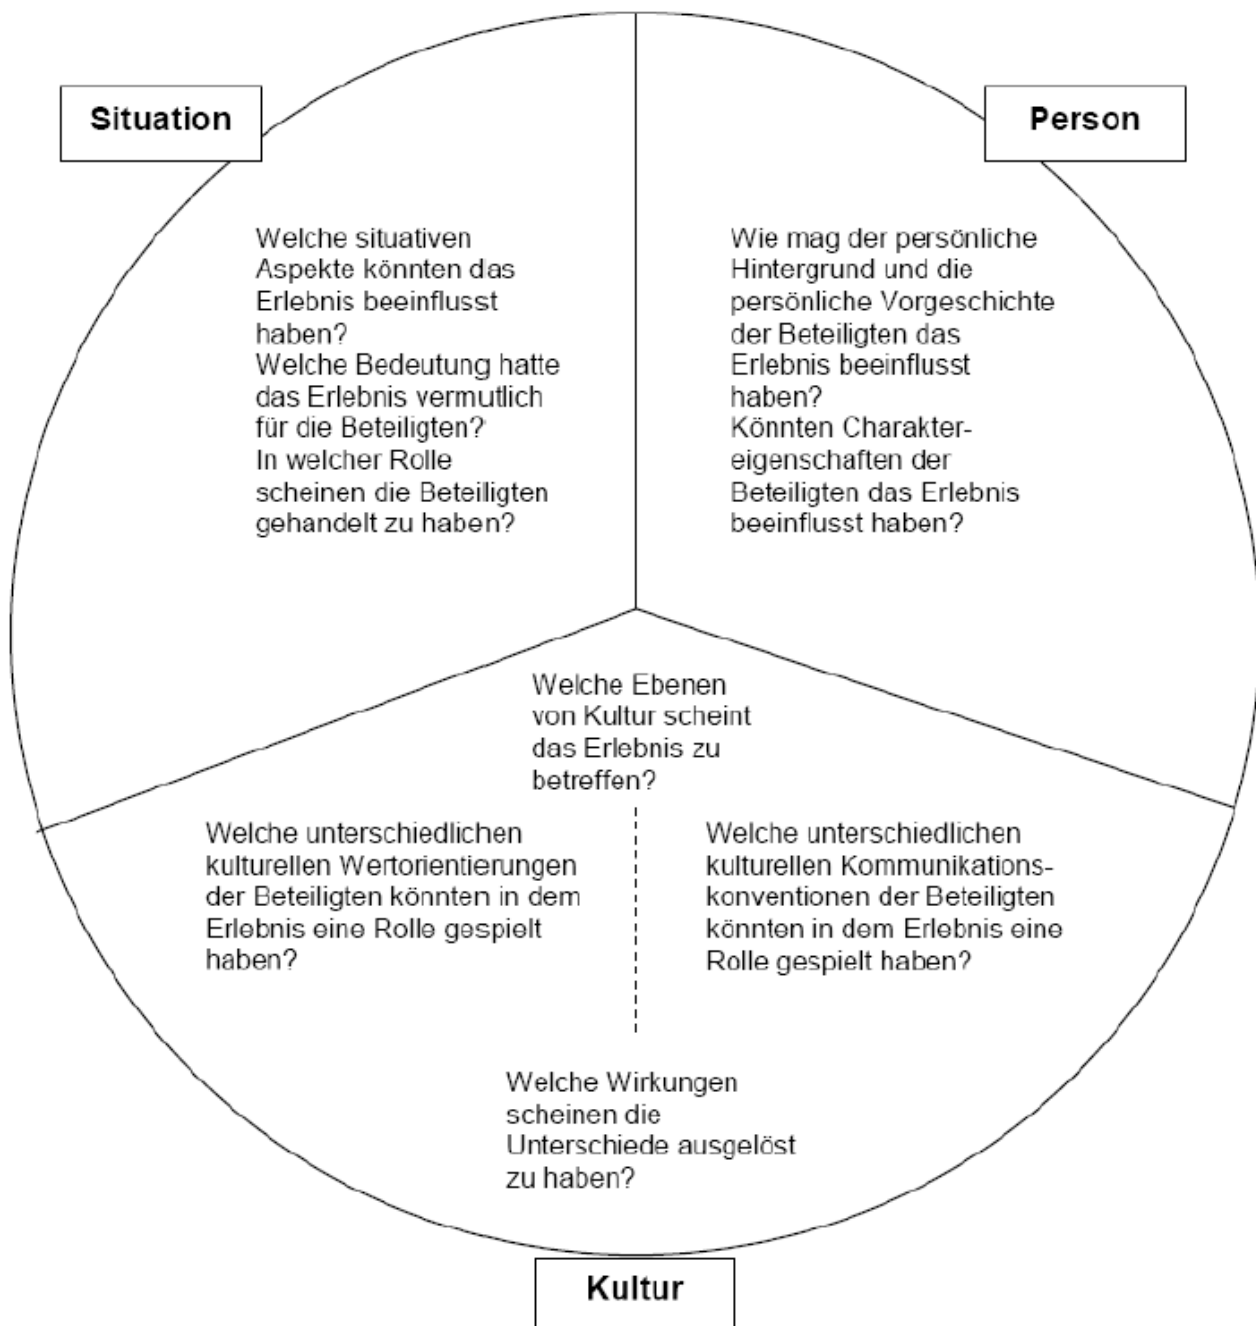 Situation
Welche situativen
Aspekte könnten das
Erlebnis beeinflusst
haben?
Welche Bedeutung hatte
das Erlebnis vermutlich
für die Beteiligten?
In welcher Rolle
scheinen die Beteiligten
gehandelt zu haben?
Person
Wie mag der persönliche
Hintergrund und die
persönliche Vorgeschichte
der Beteiligten das
Erlebnis beeinflusst
haben?
Könnten Charakter-
eigenschaften der
Beteiligten das Erlebnis
beeinflusst haben?
Welche Ebenen
von Kultur scheint
das Erlebnis zu
betreffen?
Welche unterschiedlichen
kulturellen Wertorientierungen
der Beteiligten könnten in dem
Erlebnis eine Rolle gespielt
haben?
Welche unterschiedlichen
kulturellen Kommunikations-
konventionen der Beteiligten
könnten in dem Erlebnis eine
Rolle gespielt haben?
Welche Wirkungen
scheinen die
Unterschiede ausgelöst
zu haben?
Kultur